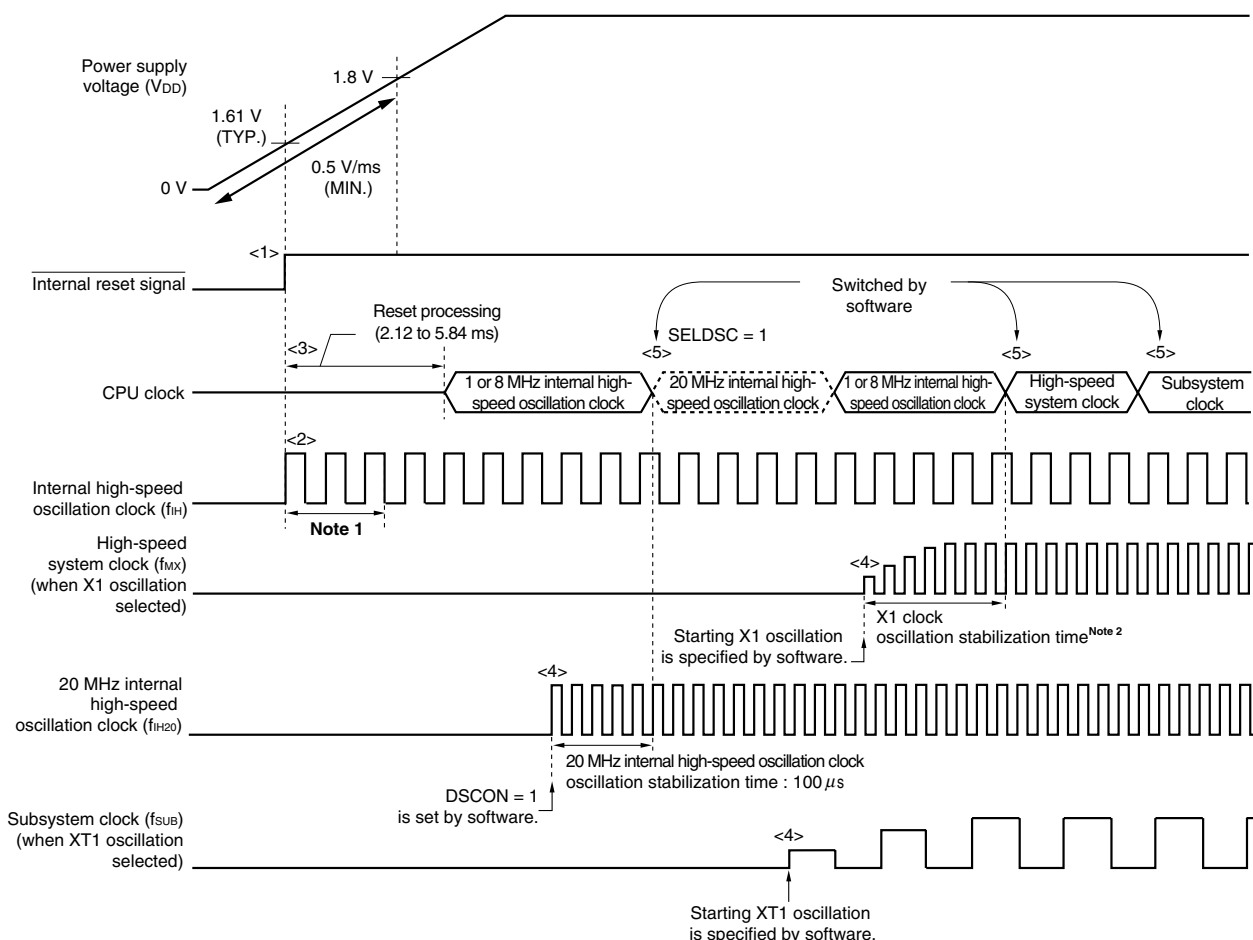 Power supply
voltage (VDD)
1.8 V
1.61 V
(TYP.)
0.5 V/ms
(MIN.)
0 V
<1>
Internal reset signal
Switched by
software
Reset processing
(2.12 to 5.84 ms)
SELDSC = 1
<3>
<5>
<5>
<5>
CPU clock
1 or 8 MHz internal high-
speed oscillation clock
20 MHz internal high-
speed oscillation clock
1 or 8 MHz internal high-
speed oscillation clock
High-speed
system clock
Subsystem
clock
<2>
Internal high-speed
oscillation clock (fIH)
Note 1
High-speed
system clock (fMX)
(when X1 oscillation
selected)
<4>
X1 clock
oscillation stabilization timeNote 2
Starting X1 oscillation
is specified by software.
20 MHz internal
high-speed
oscillation clock (fIH20)
<4>
20 MHz internal high-speed oscillation clock
oscillation stabilization time : 100 μs
DSCON = 1
is set by software.
Subsystem clock (fSUB)
(when XT1 oscillation
selected)
<4>
Starting XT1 oscillation
is specified by software.